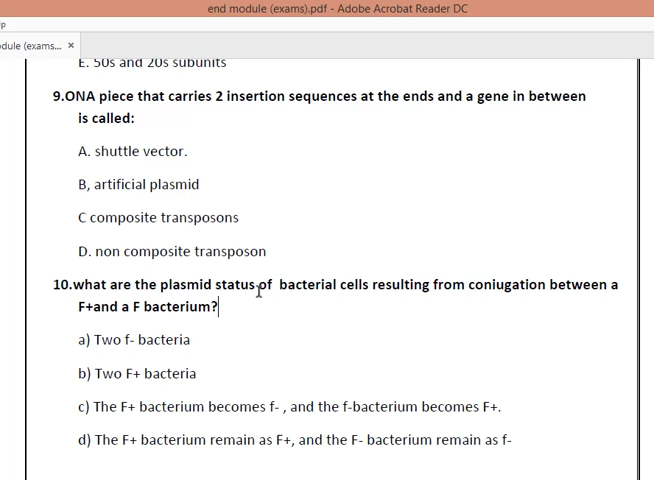 end module (exams).pdf - Adobe Acrobat Reader DC
lp
odule (exams... ×
E. 50s and 20s subunits
9.ONA piece that carries 2 insertion sequences at the ends and a gene in between
is called:
A. shuttle vector.
B, artificial plasmid
C composite transposons
D. non composite transposon
10.what are the plasmid status of bacterial cells resulting from coniugation between a
F+and a F bacterium?
a) Two f- bacteria
b) Two F+ bacteria
c) The F+ bacterium becomes f- , and the f-bacterium becomes F+.
d) The F+ bacterium remain as F+, and the F- bacterium remain as f-